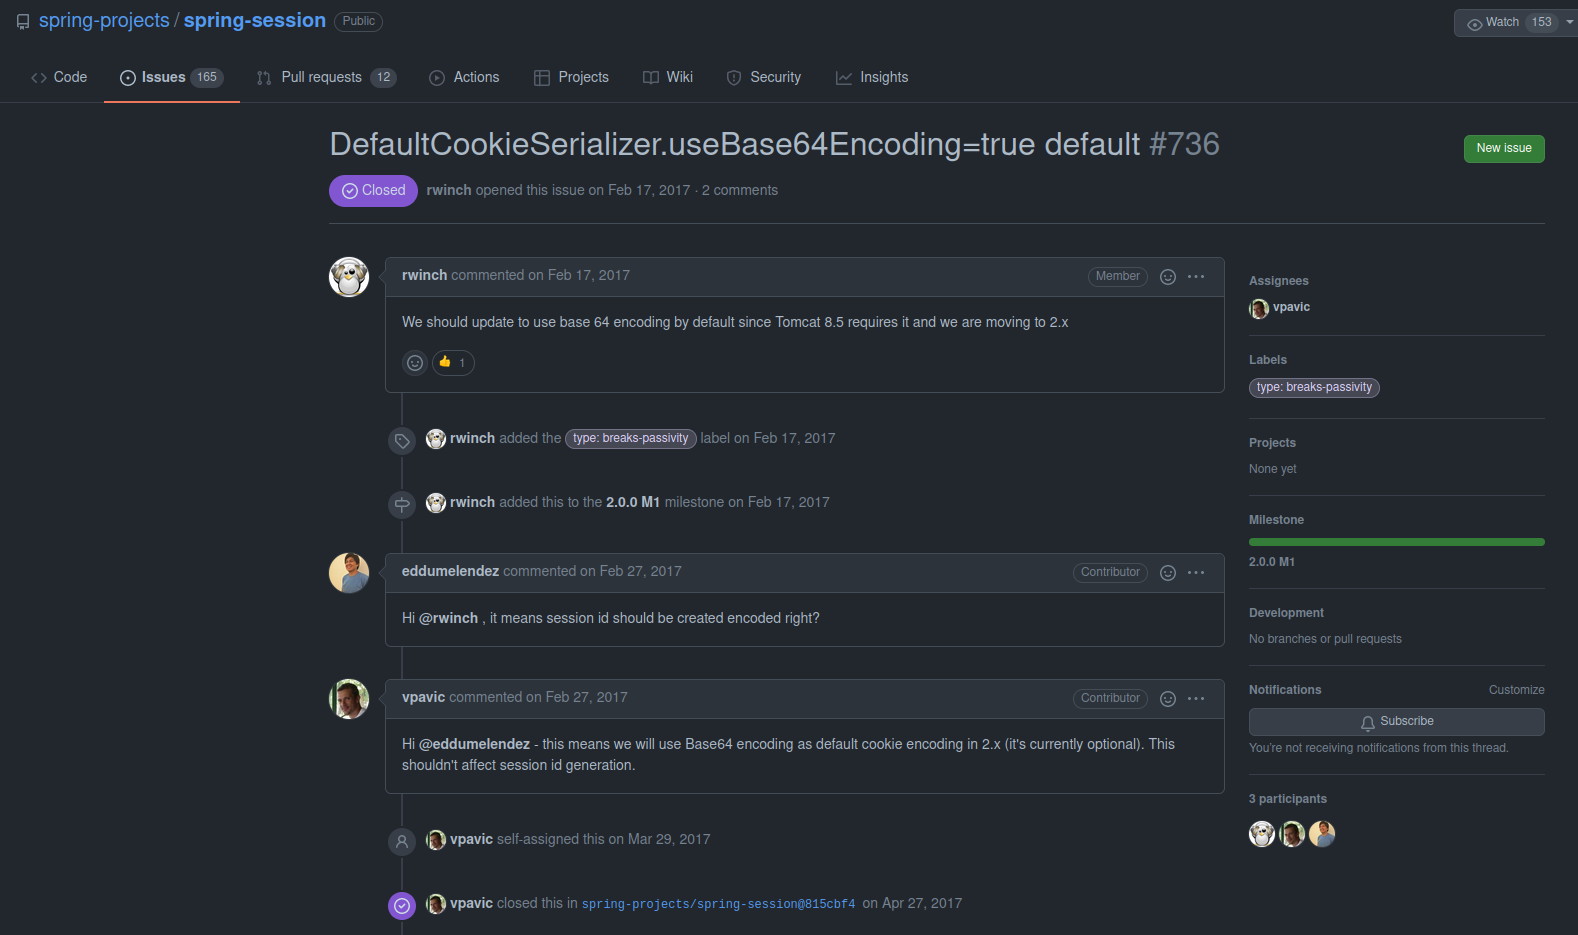 spring-projects / spring-session Public
Watch 153
Code Issues 165 Pull requests 12 Actions Projects Wiki Security Insights
DefaultCookieSerializer.useBase64Encoding=true default #736
New issue
Closed rwinch opened this issue on Feb 17, 2017 · 2 comments
rwinch commented on Feb 17, 2017 Member
We should update to use base 64 encoding by default since Tomcat 8.5 requires it and we are moving to 2.x
👍 1
rwinch added the type: breaks-passivity label on Feb 17, 2017
rwinch added this to the 2.0.0 M1 milestone on Feb 17, 2017
eddumelendez commented on Feb 27, 2017 Contributor
Hi @rwinch , it means session id should be created encoded right?
vpavic commented on Feb 27, 2017 Contributor
Hi @eddumelendez - this means we will use Base64 encoding as default cookie encoding in 2.x (it's currently optional). This
shouldn't affect session id generation.
vpavic self-assigned this on Mar 29, 2017
vpavic closed this in spring-projects/spring-session@815cbf4 on Apr 27, 2017
Assignees
vpavic
Labels
type: breaks-passivity
Projects
None yet
Milestone
2.0.0 M1
Development
No branches or pull requests
Notifications Customize
Subscribe
You're not receiving notifications from this thread.
3 participants